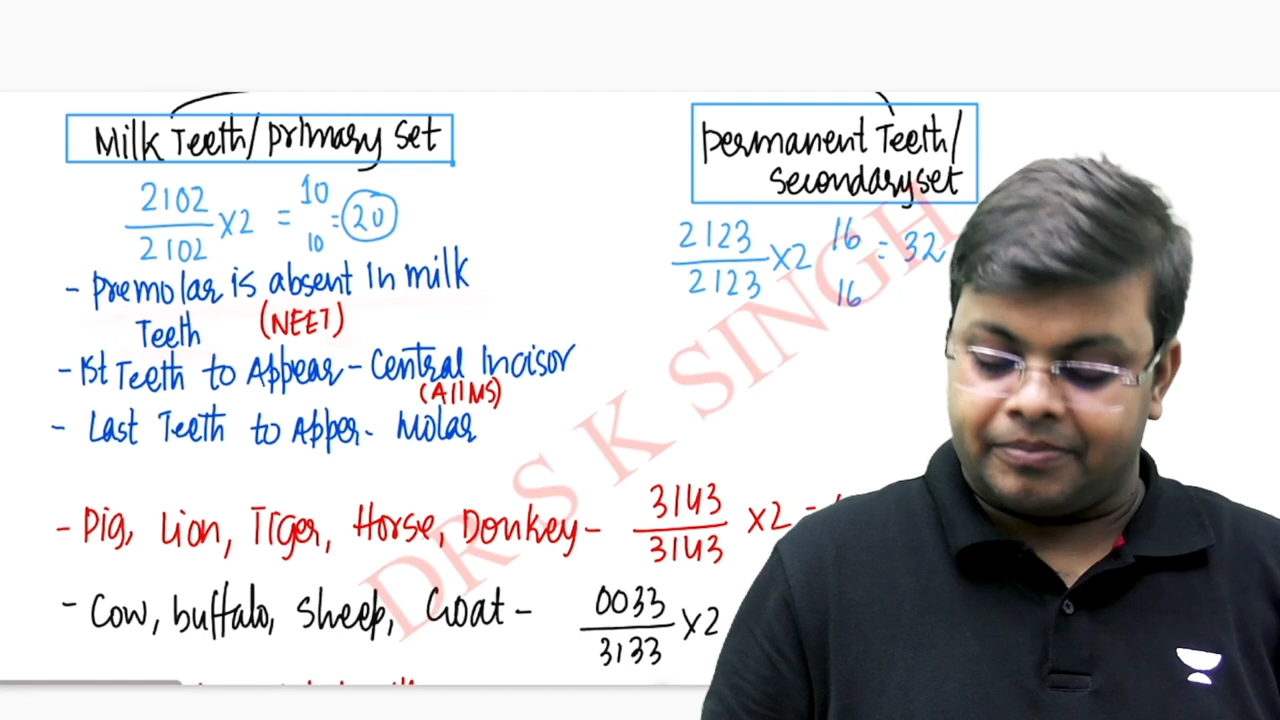 Milk Teeth/primary set
2102
2102
x2 = 10
10 = 20
- Premolar is absent in milk
Teeth (NEET)
- 1st Teeth to Appear - Central Incisor
(AIIMS)
- Last Teeth to Apper - Molar
permanent Teeth/
secondary set
2123
2123
x2 16
16 = 32
- Pig, Lion, Tiger, Horse, Donkey -
3143
3143
x2 =
- Cow, buffalo, sheep, Goat -
0033
3133
x2
DR S K SINGH